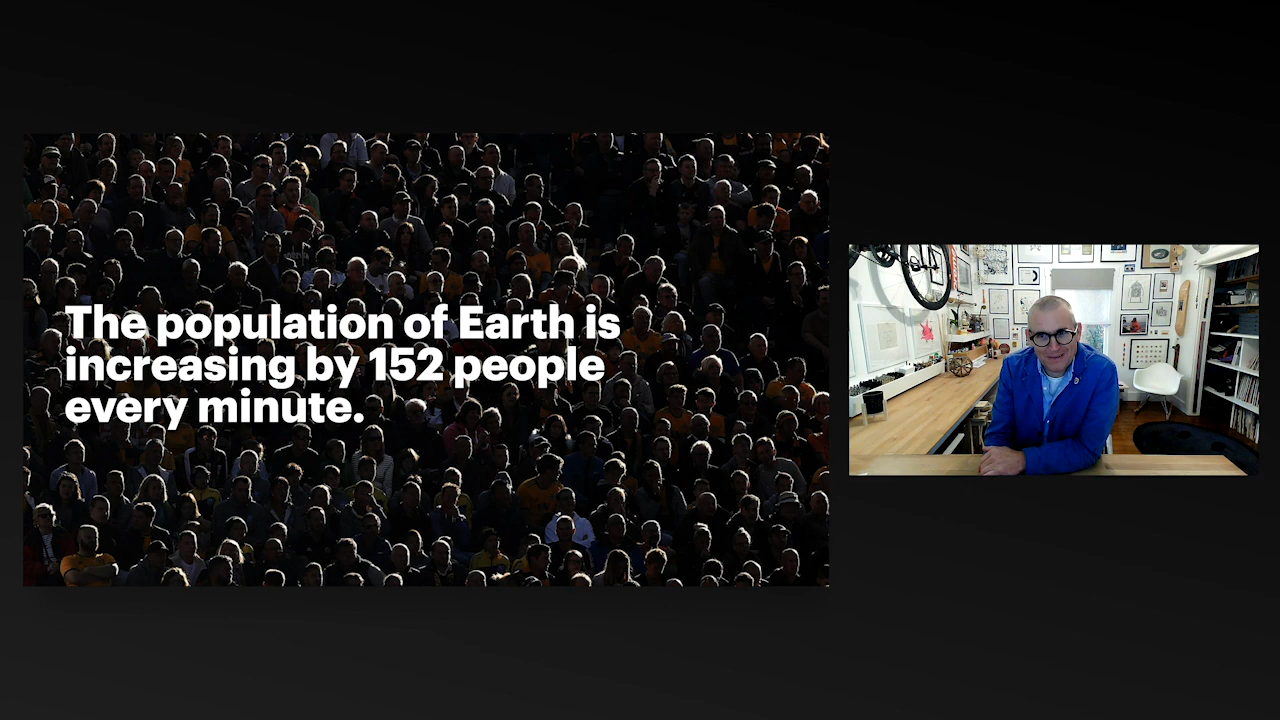 The population of Earth is
increasing by 152 people
every minute.